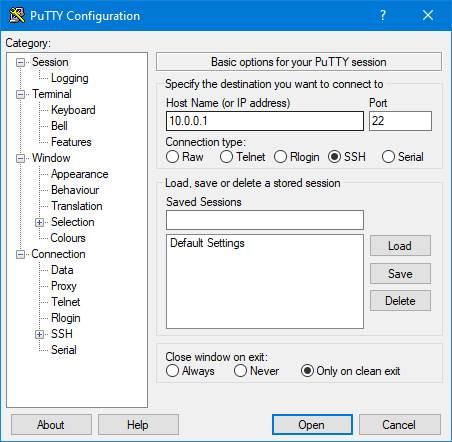 PuTTY Configuration
? ×
Category:
Session
Logging
Terminal
Keyboard
Bell
Features
Window
Appearance
Behaviour
Translation
Selection
Colours
Connection
Data
Proxy
Telnet
Rlogin
SSH
Serial
Basic options for your PuTTY session
Specify the destination you want to connect to
Host Name (or IP address) Port
10.0.0.1 22
Connection type:
Raw Telnet Rlogin SSH Serial
Load, save or delete a stored session
Saved Sessions
Default Settings
Load
Save
Delete
Close window on exit:
Always Never Only on clean exit
About Help Open Cancel